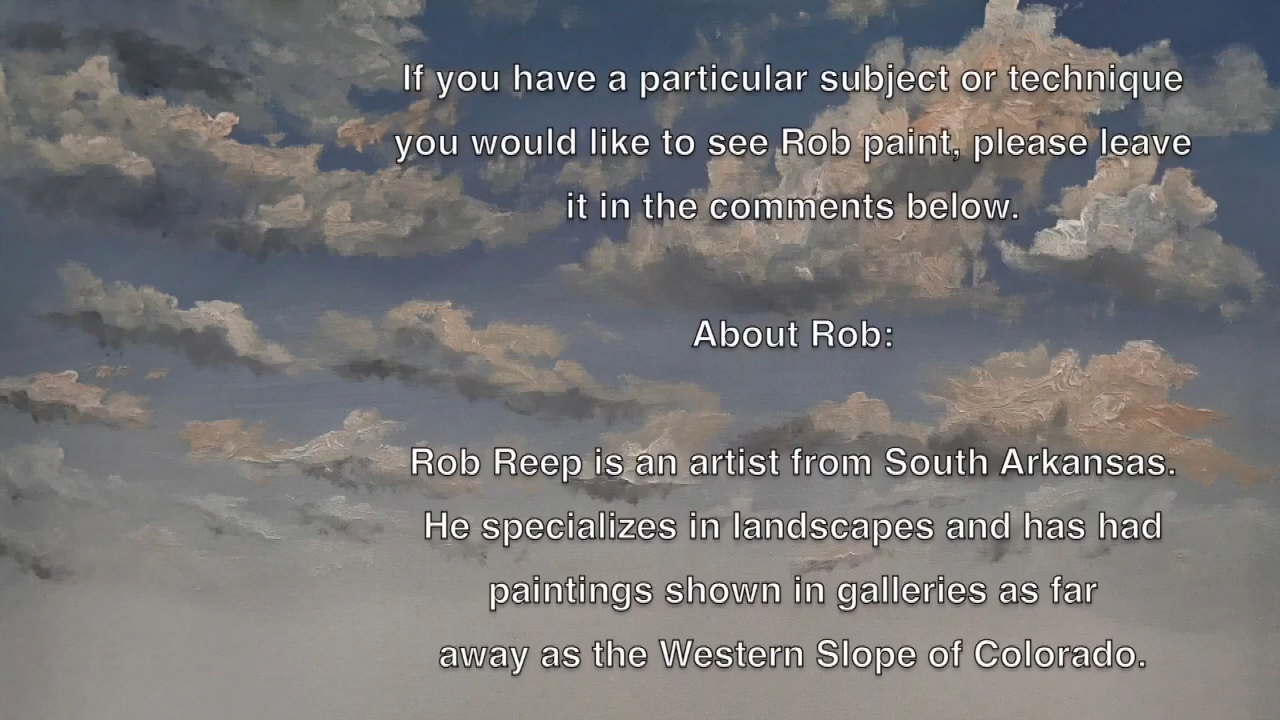 If you have a particular subject or technique
you would like to see Rob paint, please leave
it in the comments below.
About Rob:
Rob Reep is an artist from South Arkansas.
He specializes in landscapes and has had
paintings shown in galleries as far
away as the Western Slope of Colorado.